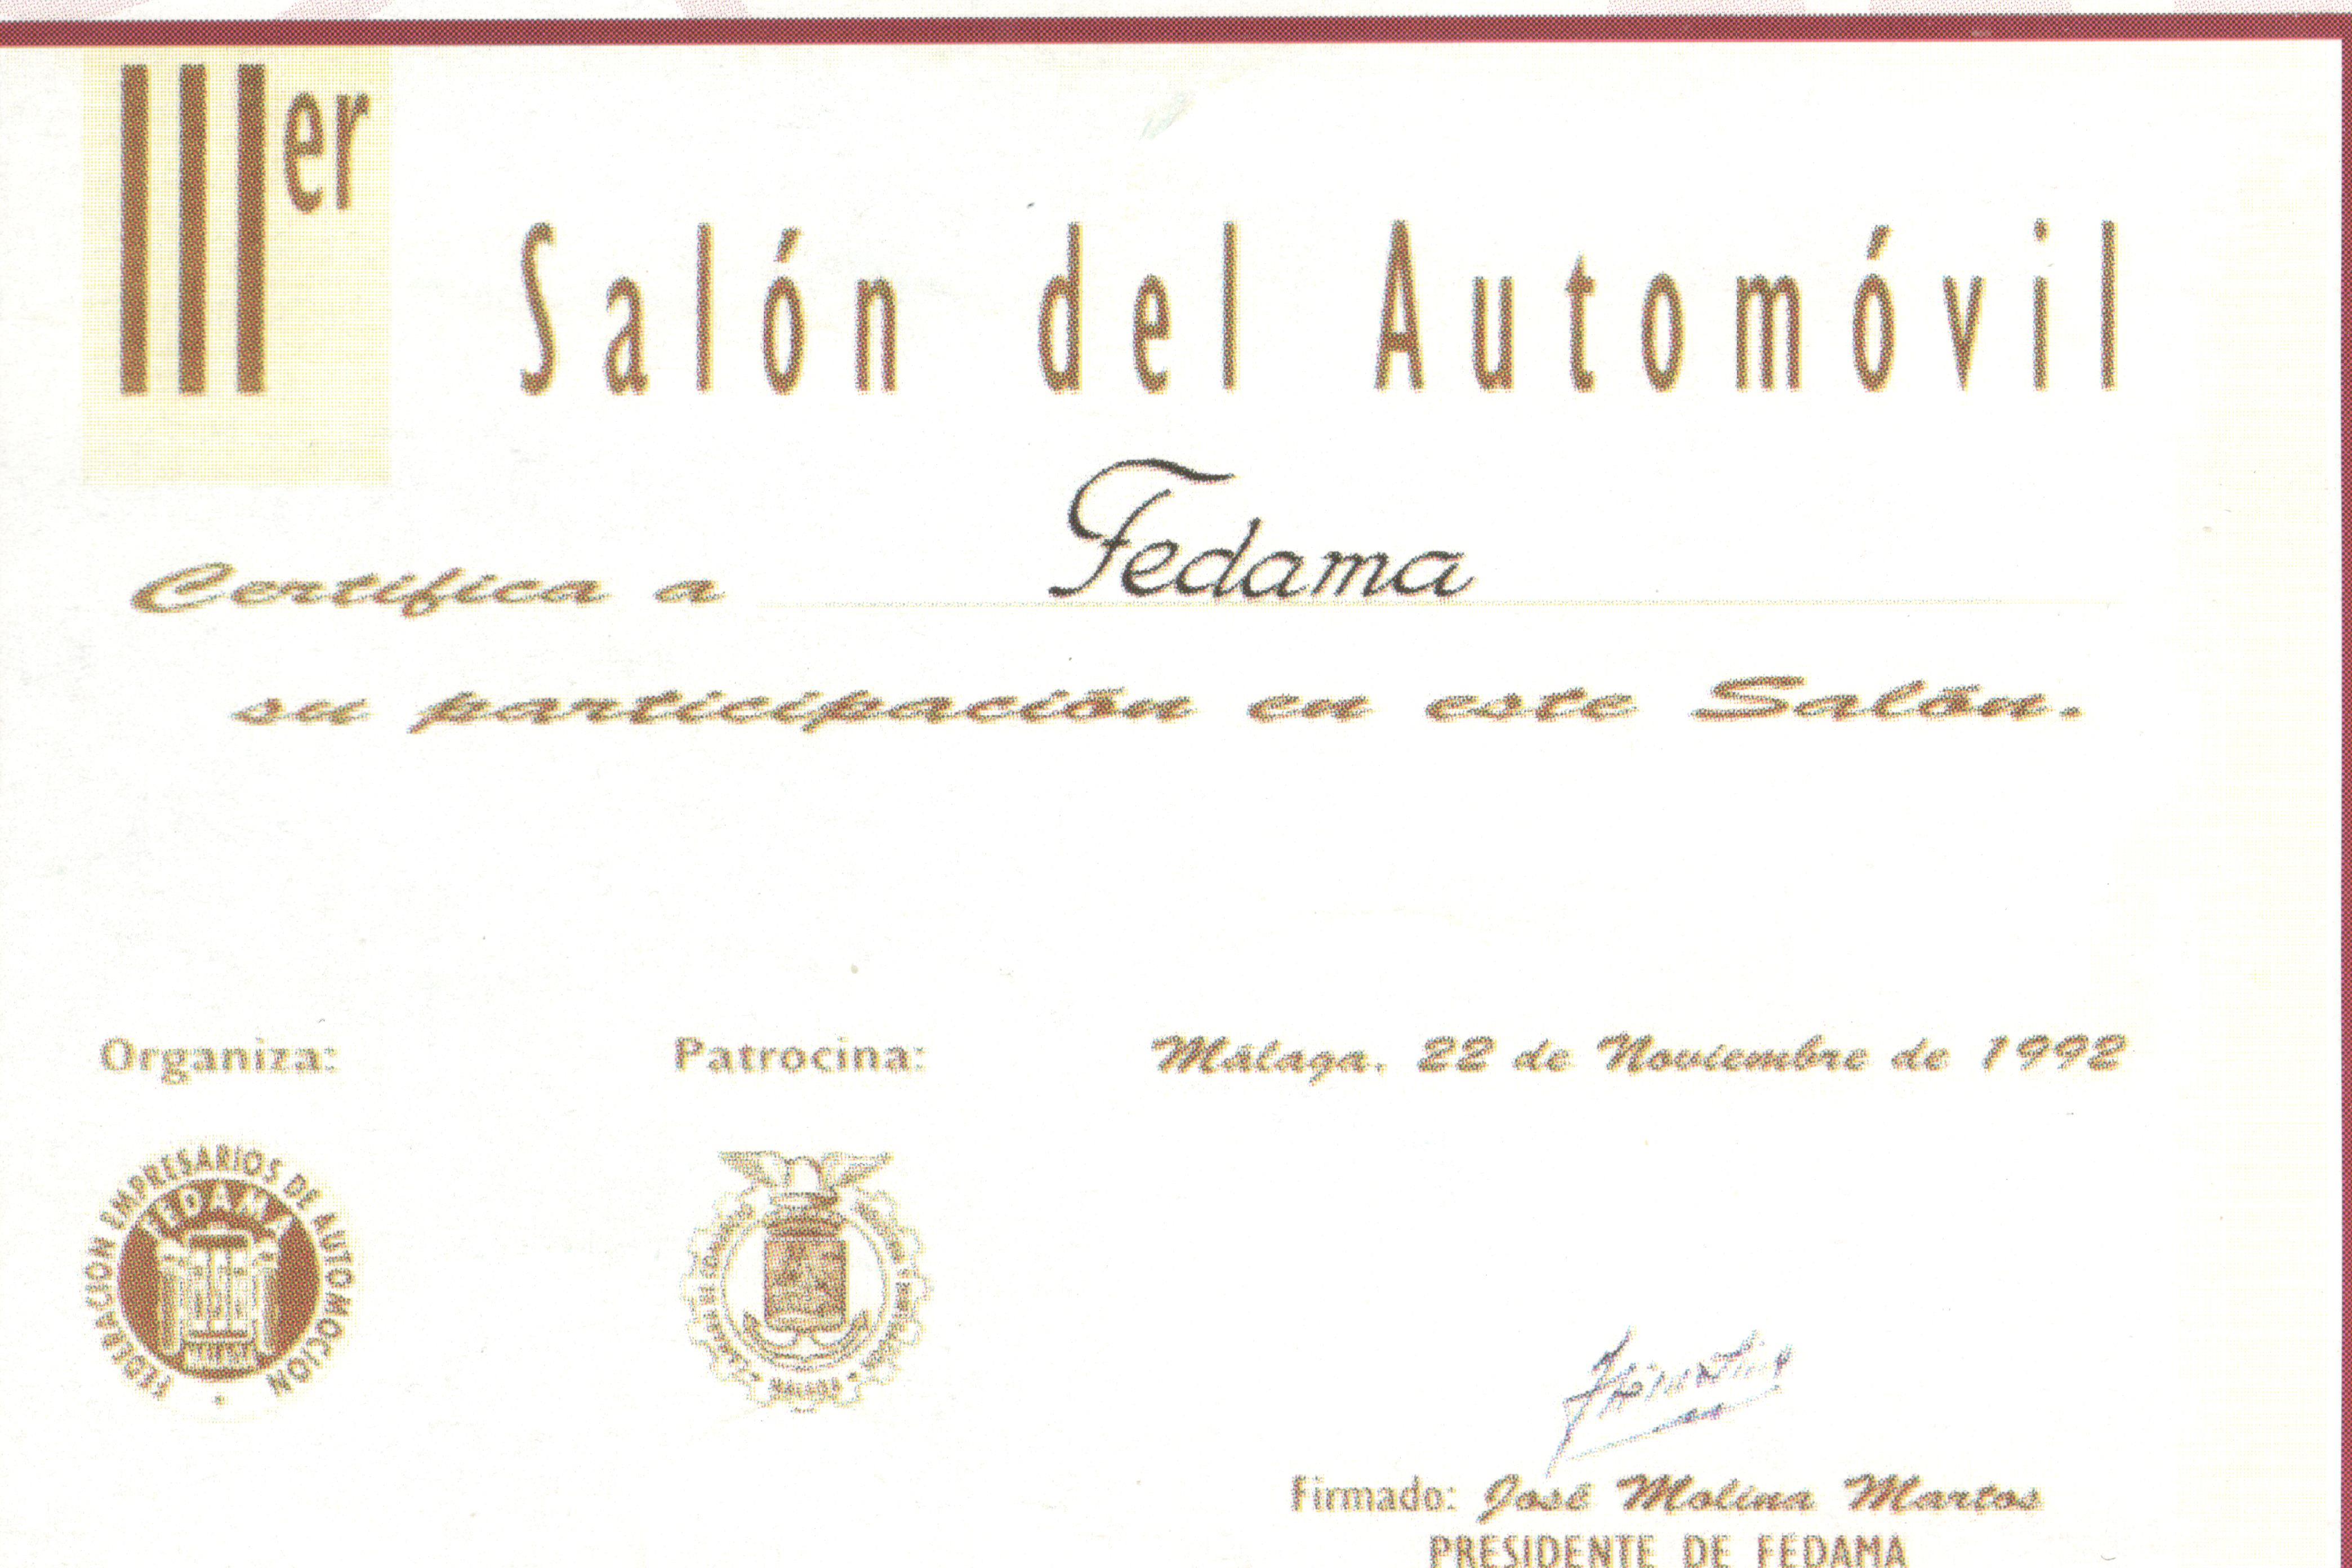 IIIer
Salón del Automóvil
Certifica a Fedama
su participación en este Salón.
Organiza:
Patrocina:
Málaga, 22 de Noviembre de 1992
FEDERACIÓN EMPRESARIOS DE AUTOMOCIÓN
FEDAMA
MALAGA
Firmado: José Molina Martos
PRESIDENTE DE FEDAMA